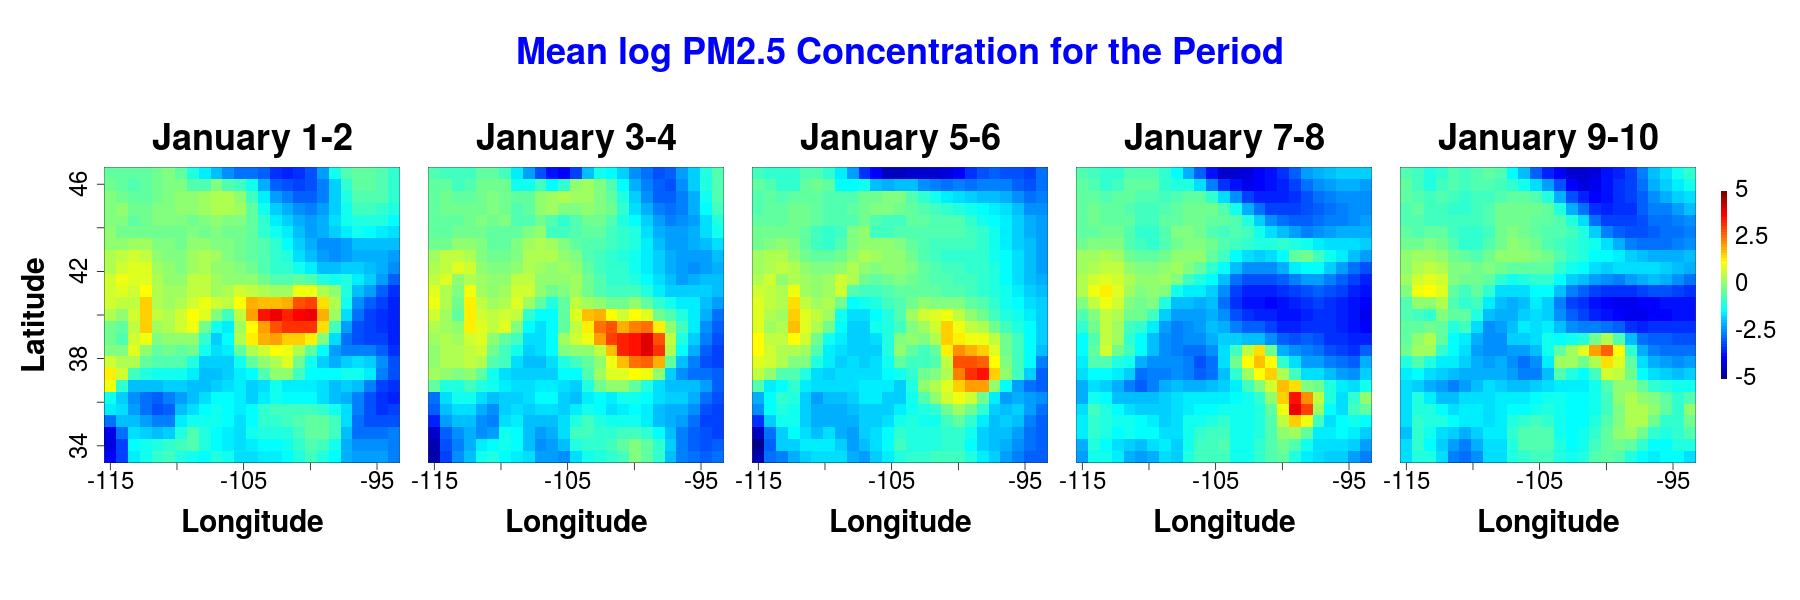 Mean log PM2.5 Concentration for the Period
January 1-2 January 3-4 January 5-6 January 7-8 January 9-10
Latitude
46
42
38
34
5
2.5
0
-2.5
-5
-115 -105 -95 -115 -105 -95 -115 -105 -95 -115 -105 -95 -115 -105 -95
Longitude Longitude Longitude Longitude Longitude